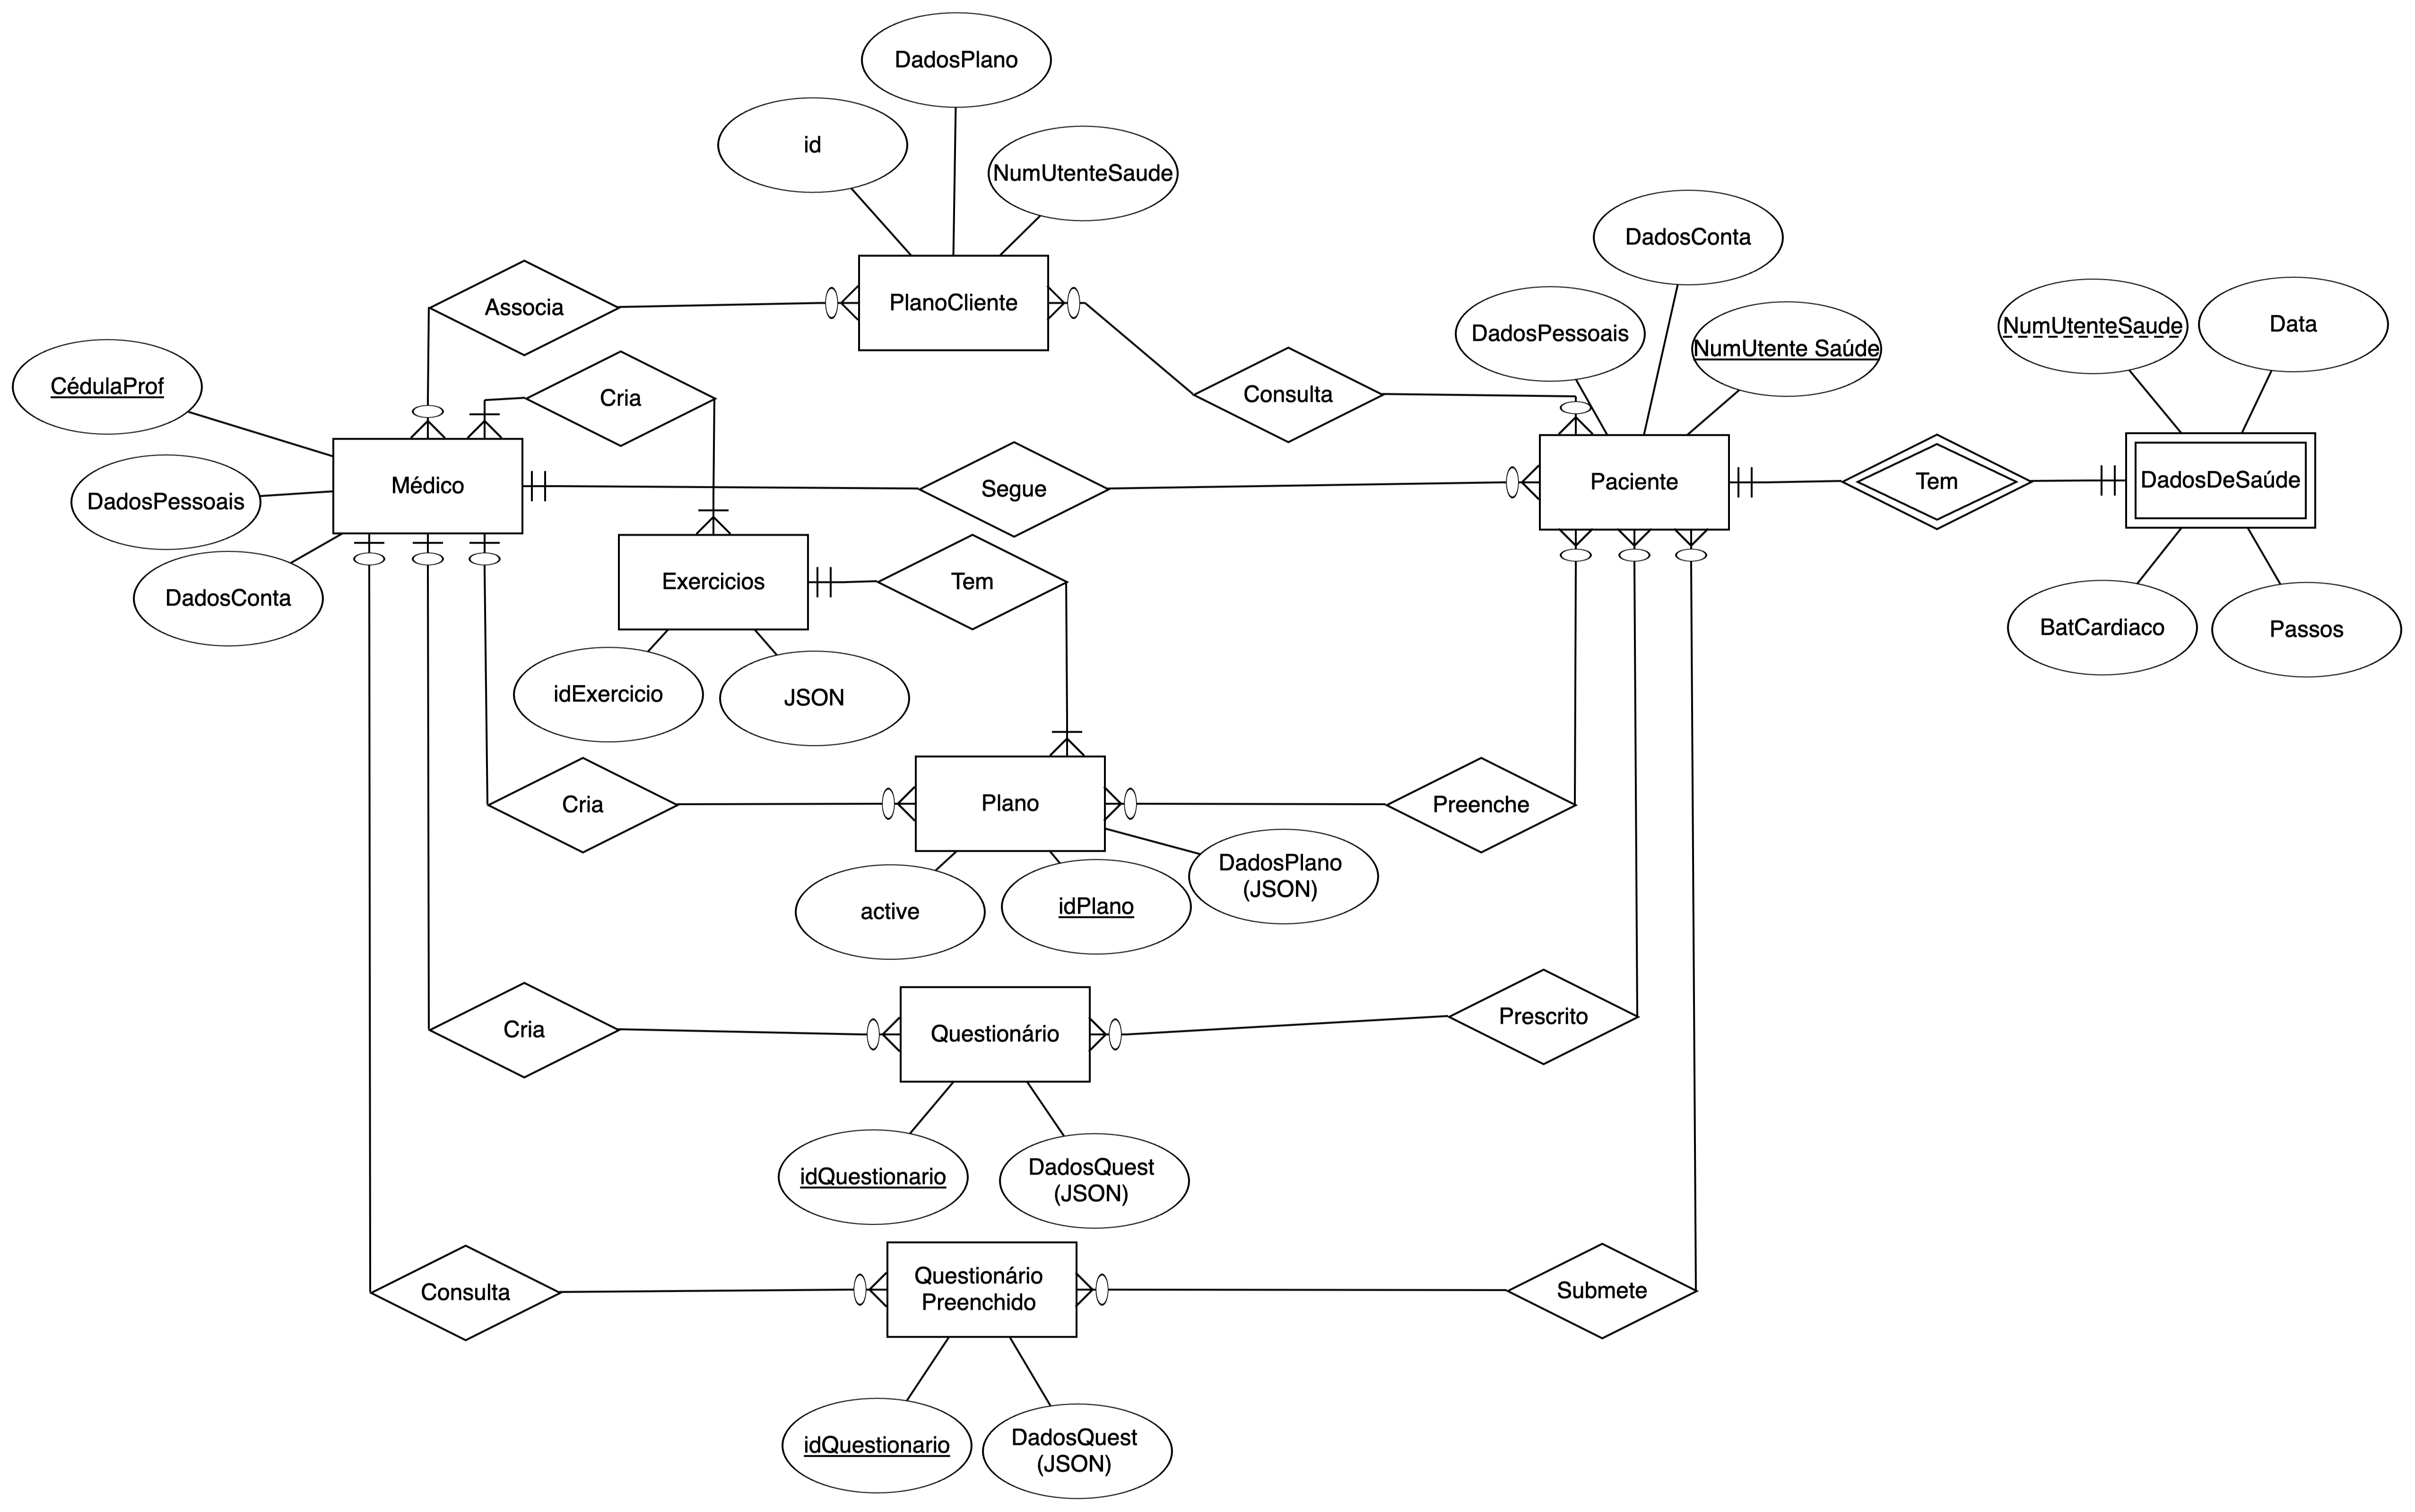 DadosPlano
id
NumUtenteSaude
DadosConta
PlanoCliente
Associa
DadosPessoais
NumUtente Saúde
NumUtenteSaude
Data
CédulaProf
Cria
Consulta
Médico
Segue
Paciente
Tem
DadosDeSaúde
DadosPessoais
DadosConta
Exercicios
Tem
BatCardiaco
Passos
idExercicio
JSON
Cria
Plano
Preenche
active
idPlano
DadosPlano
(JSON)
Cria
Questionário
Prescrito
idQuestionario
DadosQuest
(JSON)
Consulta
Questionário
Preenchido
Submete
idQuestionario
DadosQuest
(JSON)